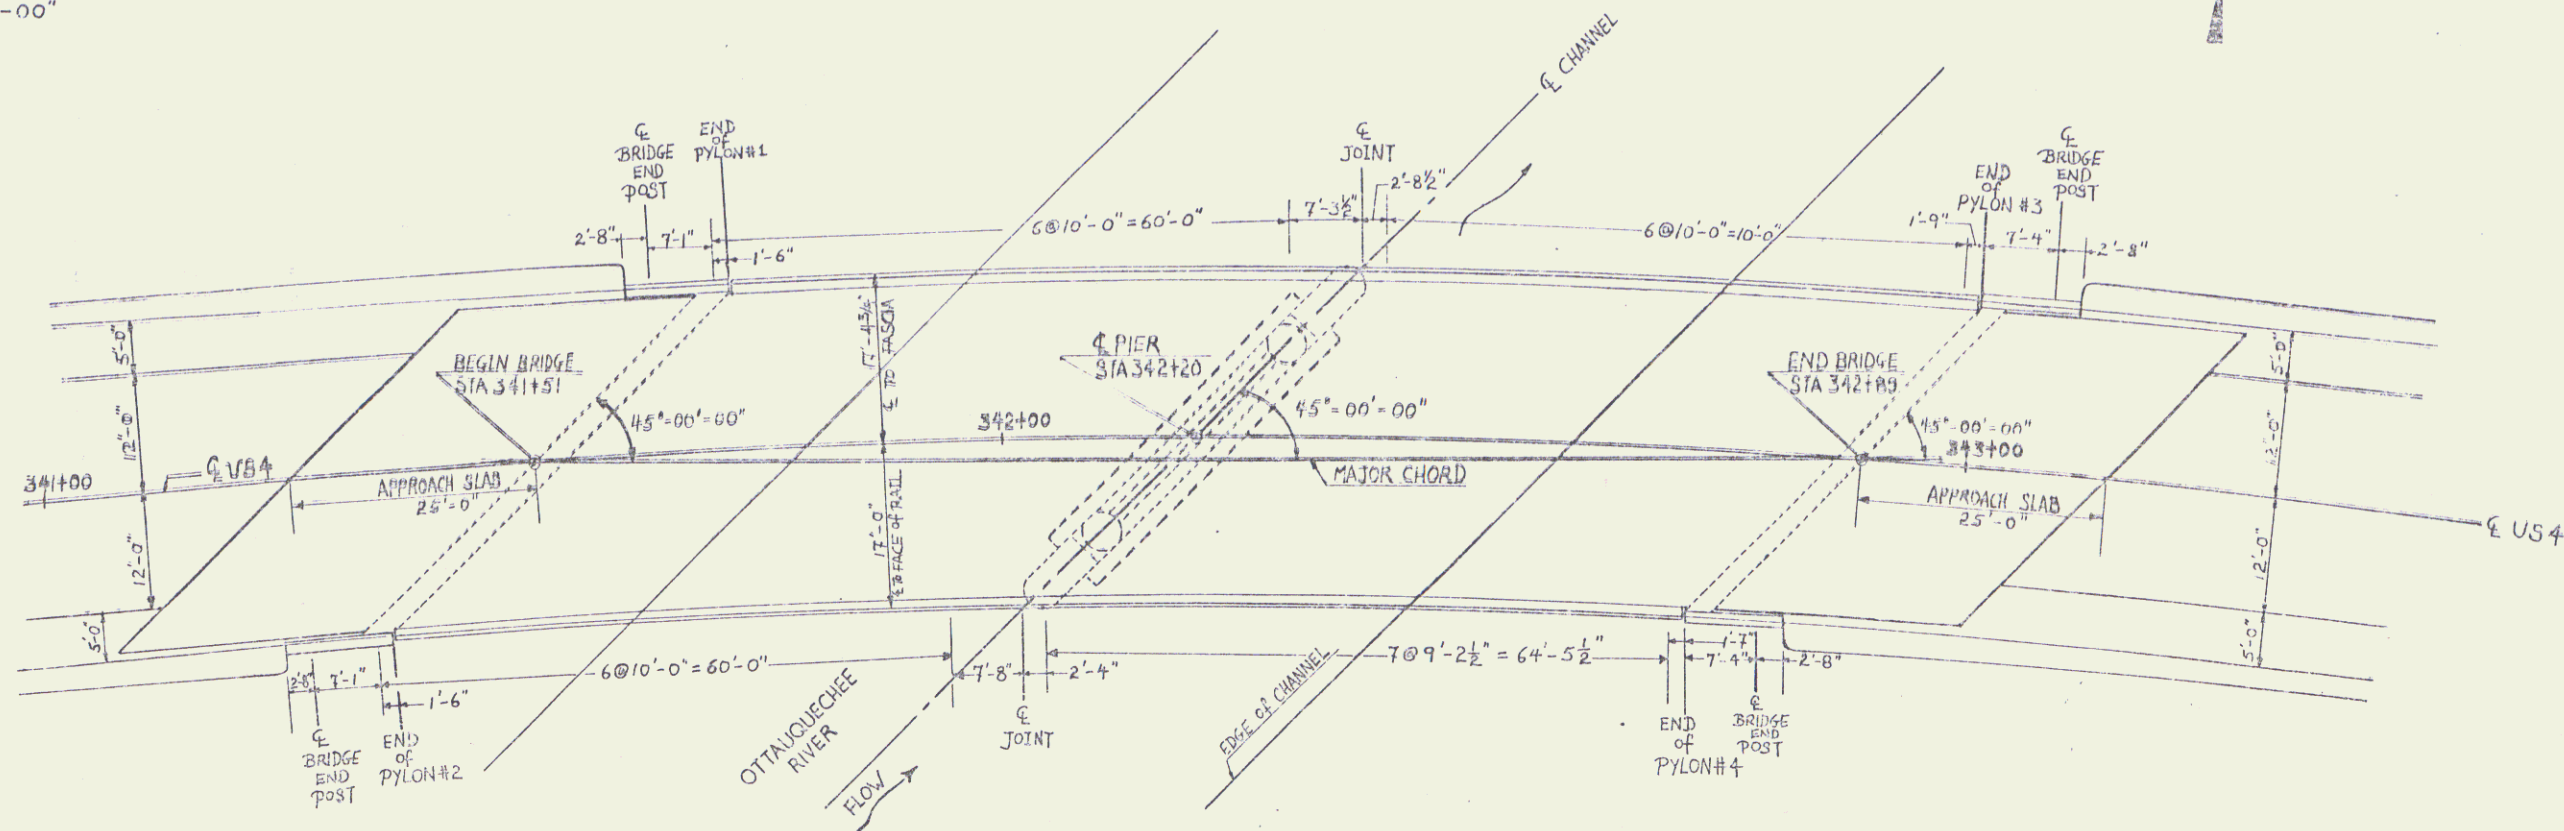 -00"
℄ CHANNEL
℄
BRIDGE
END
POST
END
of
PYLON#1
℄
JOINT
℄
BRIDGE
END
POST
END
of
PYLON #3
2'-8"
7'-1"
1'-6"
6@10'-0"=60'-0"
7'-3½"
2'-8½"
6@10'-0"=10'-0"
1'-9"
7'-4"
2'-8"
5'-0"
12'-0"
12'-0"
5'-0"
BEGIN BRIDGE
STA 341+51
45°=00'=00"
17'-4¾"
℄ TO FASCIA
℄ PIER
STA 342+20
45°=00'=00"
342+00
END BRIDGE
STA 342+89
45°-00'=00"
343+00
5'-0"
12'-0"
12'-0"
5'-0"
341+00
℄ US4
APPROACH SLAB
25'=0"
MAJOR CHORD
17'-0"
℄ TO FACE of RAIL
APPROACH SLAB
25'-0"
℄ US4
2'8"
7'-1"
1'-6"
6@10'-0"=60'-0"
7'-8"
2'-4"
7@9'-2½" = 64'-5½"
1'-7"
7'-4"
2'-8"
℄
BRIDGE
END
POST
END
of
PYLON#2
OTTAUQUECHEE
RIVER
FLOW
℄
JOINT
EDGE of CHANNEL
END
of
PYLON#4
℄
BRIDGE
END
POST